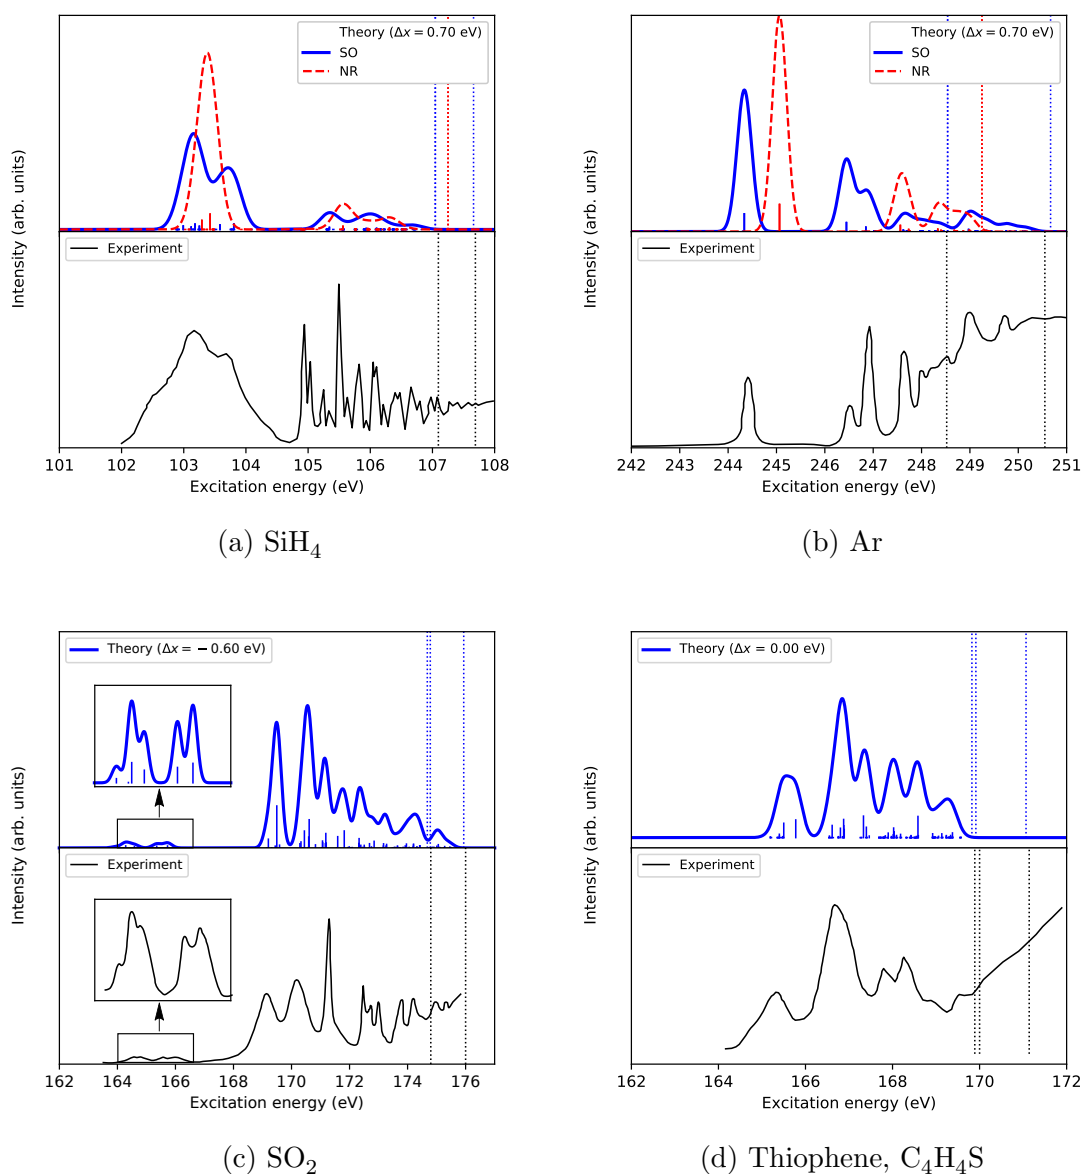 Theory (Δx = 0.70 eV)
SO
NR
Intensity (arb. units)
Experiment
101 102 103 104 105 106 107 108
Excitation energy (eV)
(a) SiH4
Theory (Δx = 0.70 eV)
SO
NR
Intensity (arb. units)
Experiment
242 243 244 245 246 247 248 249 250 251
Excitation energy (eV)
(b) Ar
Theory (Δx = −0.60 eV)
Intensity (arb. units)
Experiment
162 164 166 168 170 172 174 176
Excitation energy (eV)
(c) SO2
Theory (Δx = 0.00 eV)
Intensity (arb. units)
Experiment
162 164 166 168 170 172
Excitation energy (eV)
(d) Thiophene, C4H4S